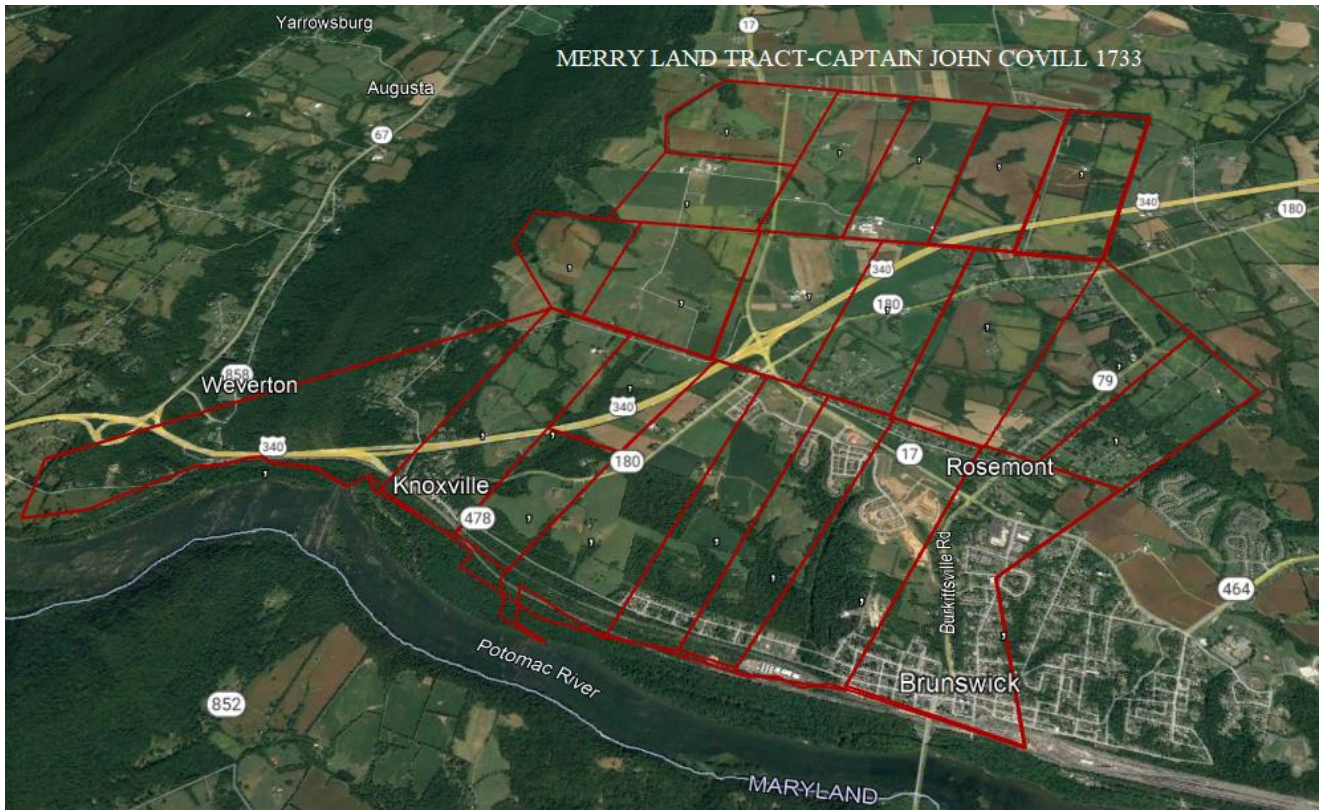 Yarrowsburg
17
MERRY LAND TRACT-CAPTAIN JOHN COVILL 1733
Augusta
67
340
180
340
180
858
Weverton
79
340
340
17
180
Rosemont
Knoxville
478
Burkittsville Rd
464
Potomac River
Brunswick
852
MARYLAND